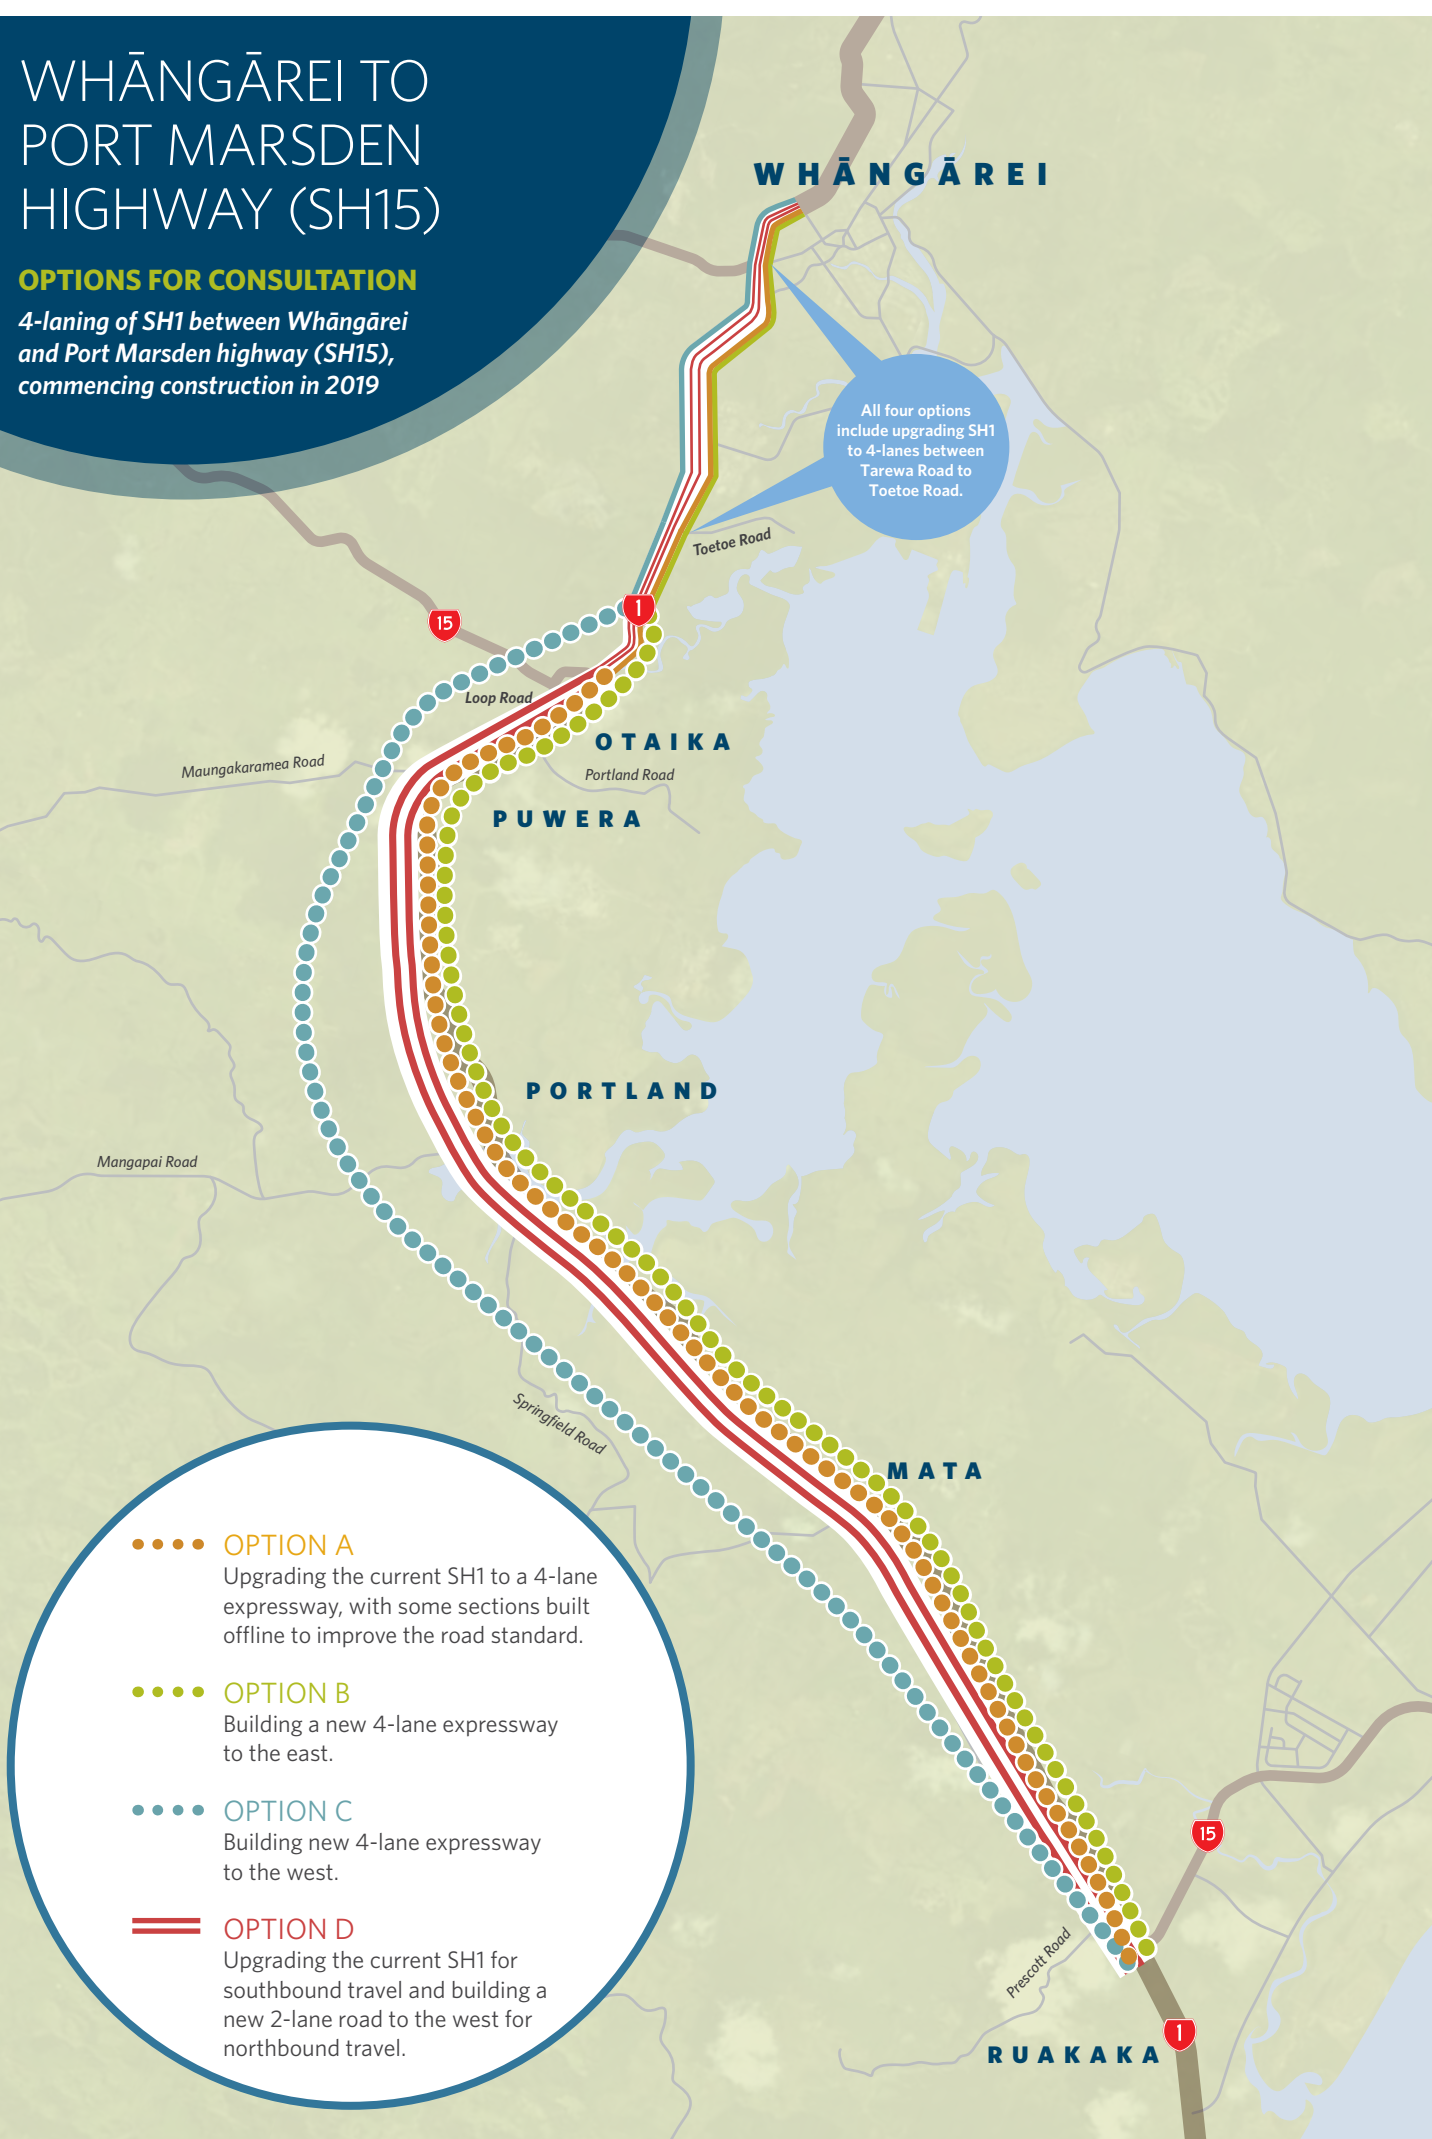 WHĀNGĀREI TO
PORT MARSDEN
HIGHWAY (SH15)
OPTIONS FOR CONSULTATION
4-laning of SH1 between Whāngārei
and Port Marsden highway (SH15),
commencing construction in 2019
WHĀNGĀREI
All four options
include upgrading SH1
to 4-lanes between
Tarewa Road to
Toetoe Road.
Toetoe Road
1
15
Loop Road
OTAIKA
Maungakaramea Road
Portland Road
PUWERA
PORTLAND
Mangapai Road
Springfield Road
MATA
OPTION A
Upgrading the current SH1 to a 4-lane
expressway, with some sections built
offline to improve the road standard.
OPTION B
Building a new 4-lane expressway
to the east.
OPTION C
Building new 4-lane expressway
to the west.
OPTION D
Upgrading the current SH1 for
southbound travel and building a
new 2-lane road to the west for
northbound travel.
15
Prescott Road
1
RUAKAKA